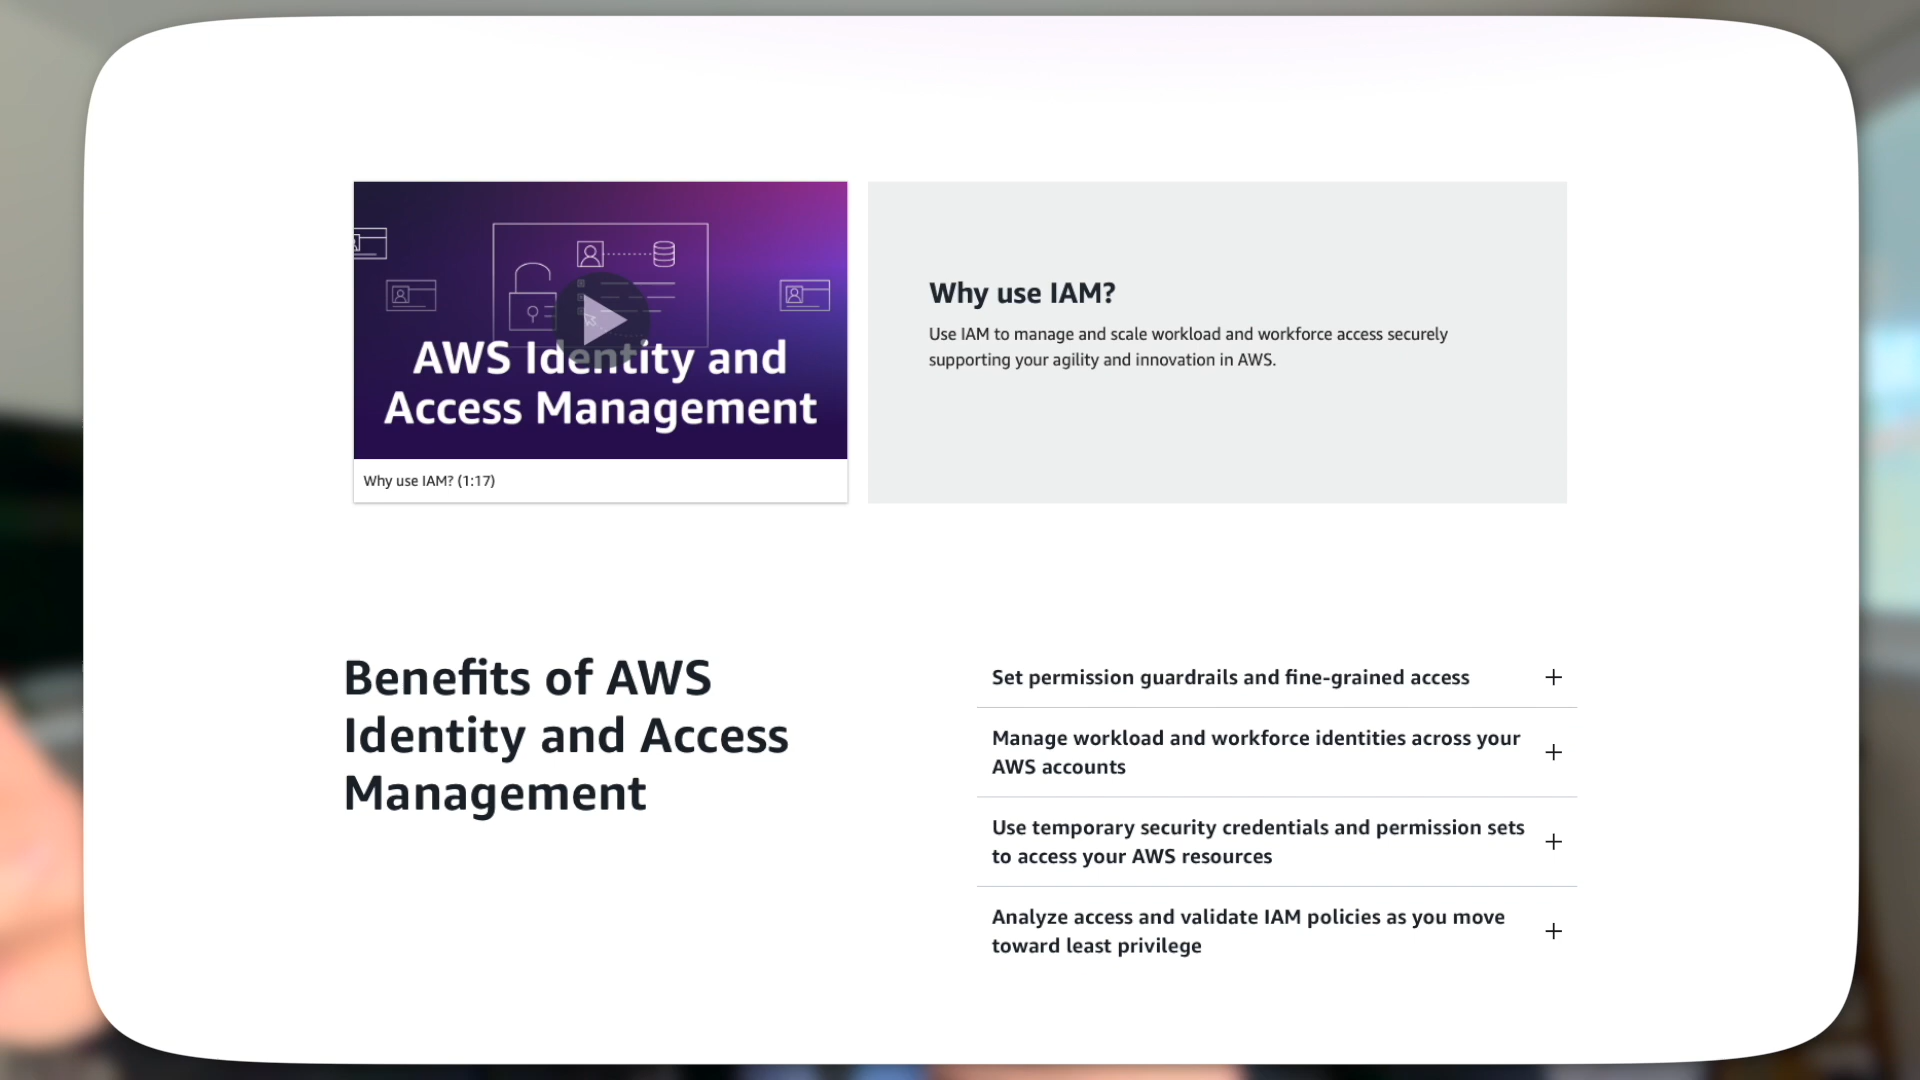 AWS Identity and
Access Management
Why use IAM? (1:17)
Why use IAM?
Use IAM to manage and scale workload and workforce access securely
supporting your agility and innovation in AWS.
Benefits of AWS
Identity and Access
Management
Set permission guardrails and fine-grained access
Manage workload and workforce identities across your
AWS accounts
Use temporary security credentials and permission sets
to access your AWS resources
Analyze access and validate IAM policies as you move
toward least privilege